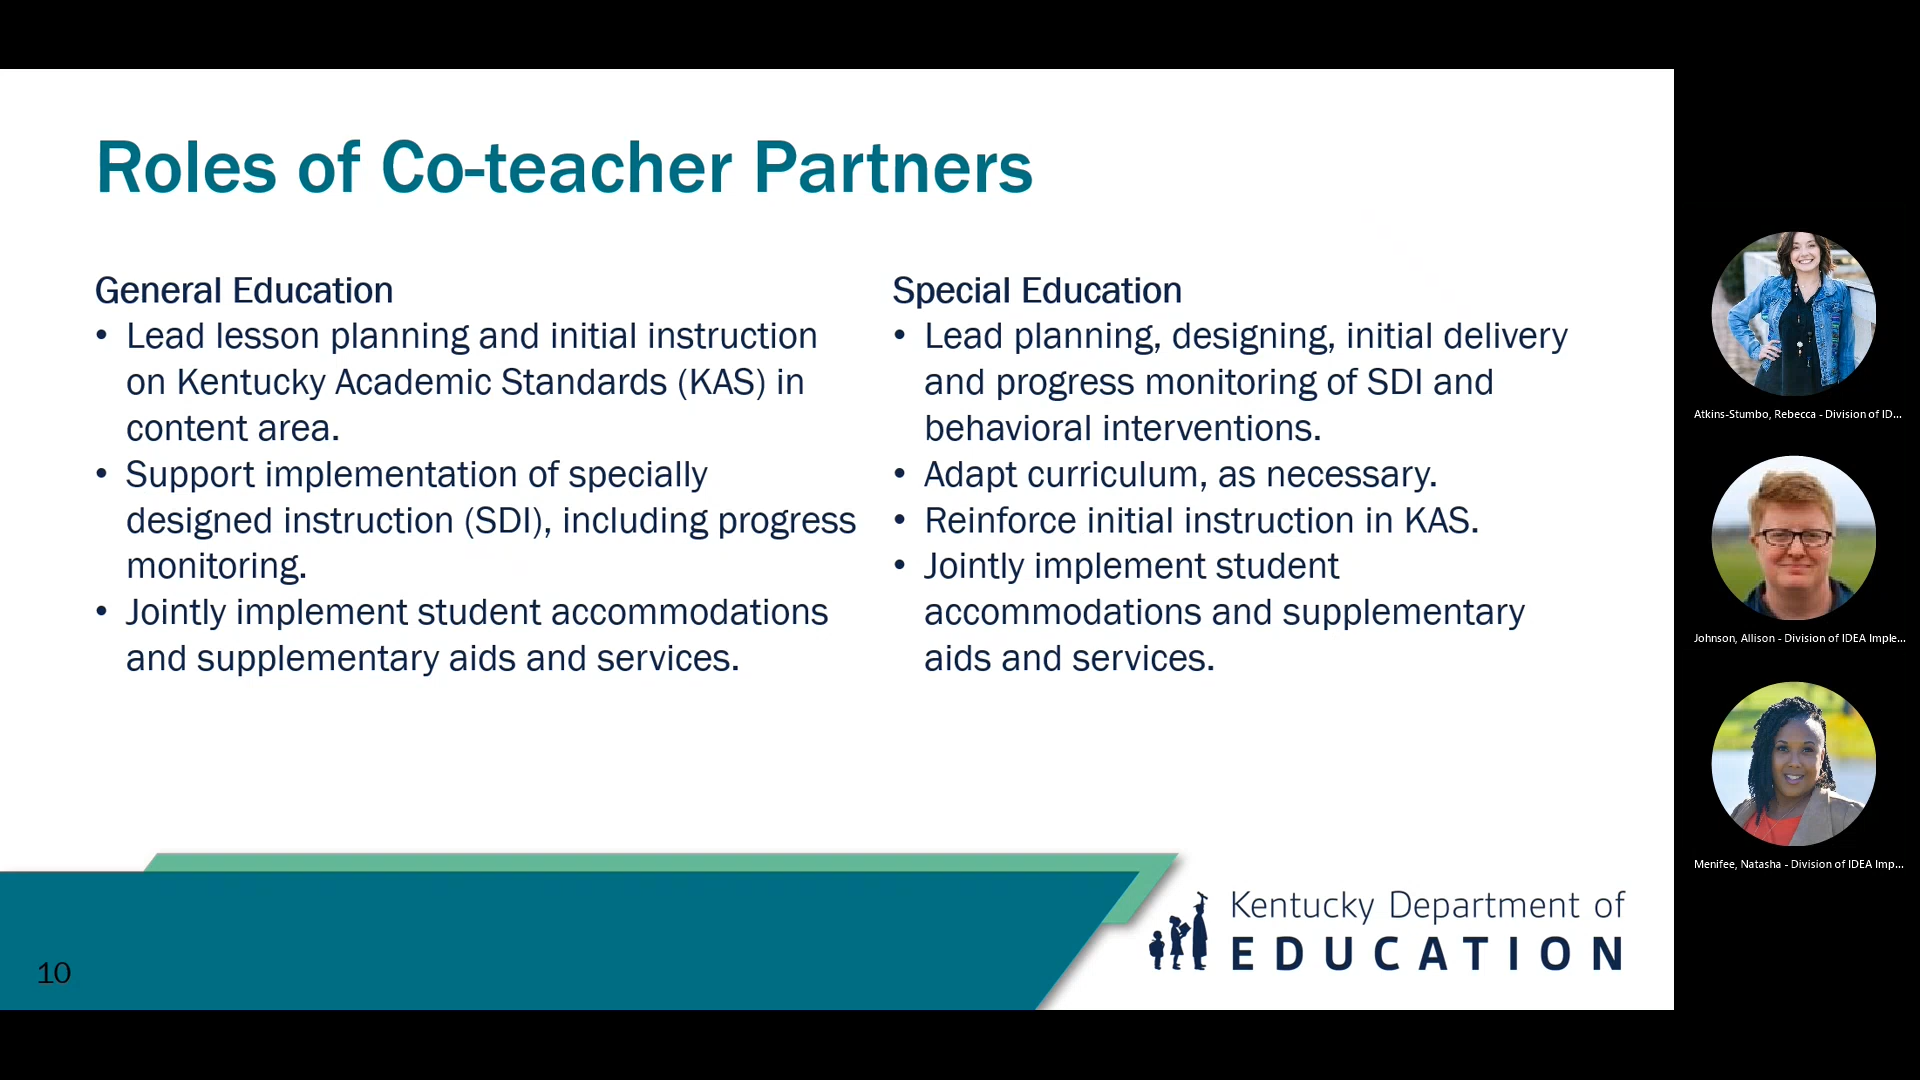 Roles of Co-teacher Partners
General Education
• Lead lesson planning and initial instruction
on Kentucky Academic Standards (KAS) in
content area.
• Support implementation of specially
designed instruction (SDI), including progress
monitoring.
• Jointly implement student accommodations
and supplementary aids and services.
Special Education
• Lead planning, designing, initial delivery
and progress monitoring of SDI and
behavioral interventions.
• Adapt curriculum, as necessary.
• Reinforce initial instruction in KAS.
• Jointly implement student
accommodations and supplementary
aids and services.
10
Kentucky Department of
EDUCATION
Atkins-Stumbo, Rebecca - Division of ID...
Johnson, Allison - Division of IDEA Imple...
Menifee, Natasha - Division of IDEA Imp...